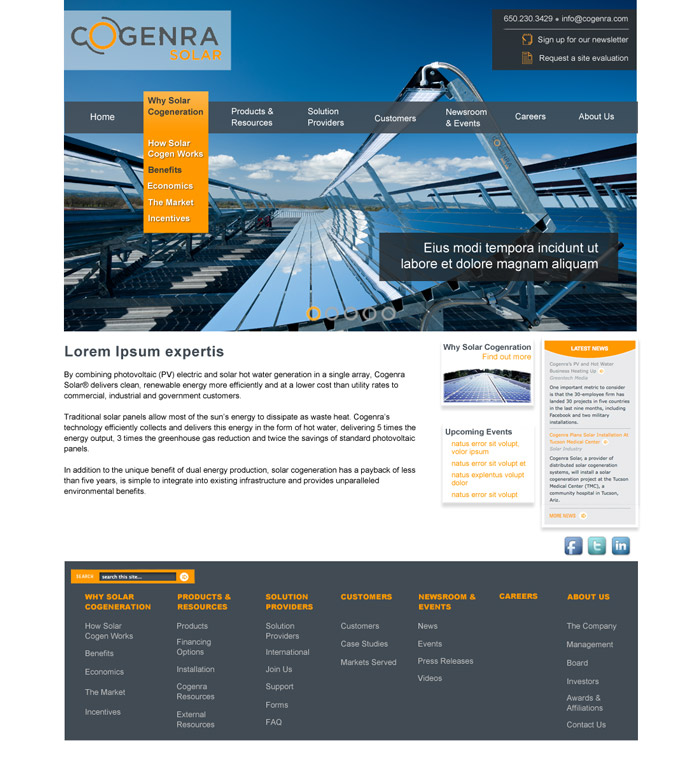 COGENRA
SOLAR
650.230.3429 • info@cogenra.com
Sign up for our newsletter
Request a site evaluation
Home
Why Solar
Cogeneration
Products &
Resources
Solution
Providers
Customers
Newsroom
& Events
Careers
About Us
How Solar
Cogen Works
Benefits
Economics
The Market
Incentives
Eius modi tempora incidunt ut
labore et dolore magnam aliquam
Lorem Ipsum expertis
By combining photovoltaic (PV) electric and solar hot water generation in a single array, Cogenra
Solar® delivers clean, renewable energy more efficiently and at a lower cost than utility rates to
commercial, industrial and government customers.
Traditional solar panels allow most of the sun's energy to dissipate as waste heat. Cogenra's
technology efficiently collects and delivers this energy in the form of hot water, delivering 5 times the
energy output, 3 times the greenhouse gas reduction and twice the savings of standard photovoltaic
panels.
In addition to the unique benefit of dual energy production, solar cogeneration has a payback of less
than five years, is simple to integrate into existing infrastructure and provides unparalleled
environmental benefits.
Why Solar Cogenration
Find out more
Upcoming Events
natus error sit volupt,
volor ipsum
natus error sit volupt et
natus explentus volupt
dolor
natus error sit volupt
LATEST NEWS
Cogenra's PV and Hot Water
Business Heating Up
Greentech Media
One important metric to consider
is that the 30-employee firm has
landed 30 projects in five countries
in the last nine months, including
Facebook and two military
installations.
Cogenra Plans Solar Installation At
Tucson Medical Center
Solar Industry
Cogenra Solar, a provider of
distributed solar cogeneration
systems, will install a solar
cogeneration project at the Tucson
Medical Center (TMC), a
community hospital in Tucson,
Ariz.
MORE NEWS
SEARCH search this site...
WHY SOLAR
COGENERATION
How Solar
Cogen Works
Benefits
Economics
The Market
Incentives
PRODUCTS &
RESOURCES
Products
Financing
Options
Installation
Cogenra
Resources
External
Resources
SOLUTION
PROVIDERS
Solution
Providers
International
Join Us
Support
Forms
FAQ
CUSTOMERS
Customers
Case Studies
Markets Served
NEWSROOM &
EVENTS
News
Events
Press Releases
Videos
CAREERS
ABOUT US
The Company
Management
Board
Investors
Awards &
Affiliations
Contact Us